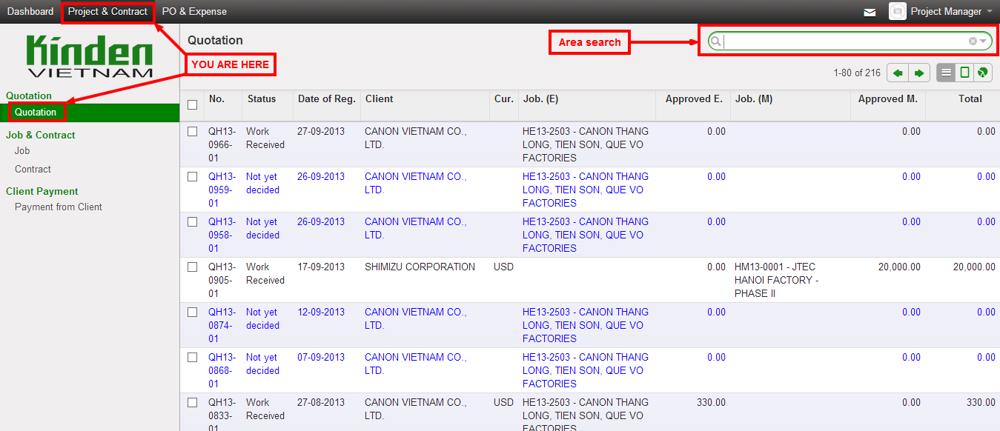 Dashboard Project & Contract PO & Expense Project Manager
Kinden
VIETNAM
Quotation
Area search
YOU ARE HERE
1-80 of 216
Quotation
Quotation
Job & Contract
Job
Contract
Client Payment
Payment from Client
No. Status Date of Reg. Client Cur. Job. (E) Approved E. Job. (M) Approved M. Total
QH13- Work 27-09-2013 CANON VIETNAM CO., HE13-2503 - CANON THANG 0.00 0.00 0.00
0966- Received LTD. LONG, TIEN SON, QUE VO
01 FACTORIES
QH13- Not yet 26-09-2013 CANON VIETNAM CO., HE13-2503 - CANON THANG 0.00 0.00 0.00
0959- decided LTD. LONG, TIEN SON, QUE VO
01 FACTORIES
QH13- Not yet 26-09-2013 CANON VIETNAM CO., HE13-2503 - CANON THANG 0.00 0.00 0.00
0958- decided LTD. LONG, TIEN SON, QUE VO
01 FACTORIES
QH13- Work 17-09-2013 SHIMIZU CORPORATION USD 0.00 HM13-0001 - JTEC 20,000.00 20,000.00
0905- Received HANOI FACTORY -
01 PHASE II
QH13- Not yet 12-09-2013 CANON VIETNAM CO., HE13-2503 - CANON THANG 0.00 0.00 0.00
0874- decided LTD. LONG, TIEN SON, QUE VO
01 FACTORIES
QH13- Not yet 07-09-2013 CANON VIETNAM CO., HE13-2503 - CANON THANG 0.00 0.00 0.00
0868- decided LTD. LONG, TIEN SON, QUE VO
01 FACTORIES
QH13- Work 27-08-2013 CANON VIETNAM CO., USD HE13-2503 - CANON THANG 330.00 0.00 330.00
0833- Received LTD. LONG, TIEN SON, QUE VO
01 FACTORIES